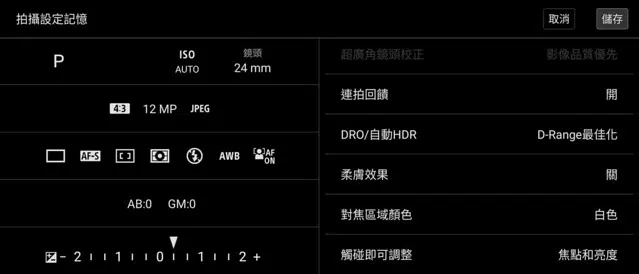 拍攝設定記憶
取消
儲存
P
ISO
AUTO
鏡頭
24 mm
4:3 12 MP JPEG
AF-S AWB AF ON
AB:0 GM:0
− 2 1 0 1 2 +
超廣角鏡頭校正 影像品質優先
連拍回饋 開
DRO/自動HDR D-Range最佳化
柔膚效果 關
對焦區域顏色 白色
觸碰即可調整 焦點和亮度